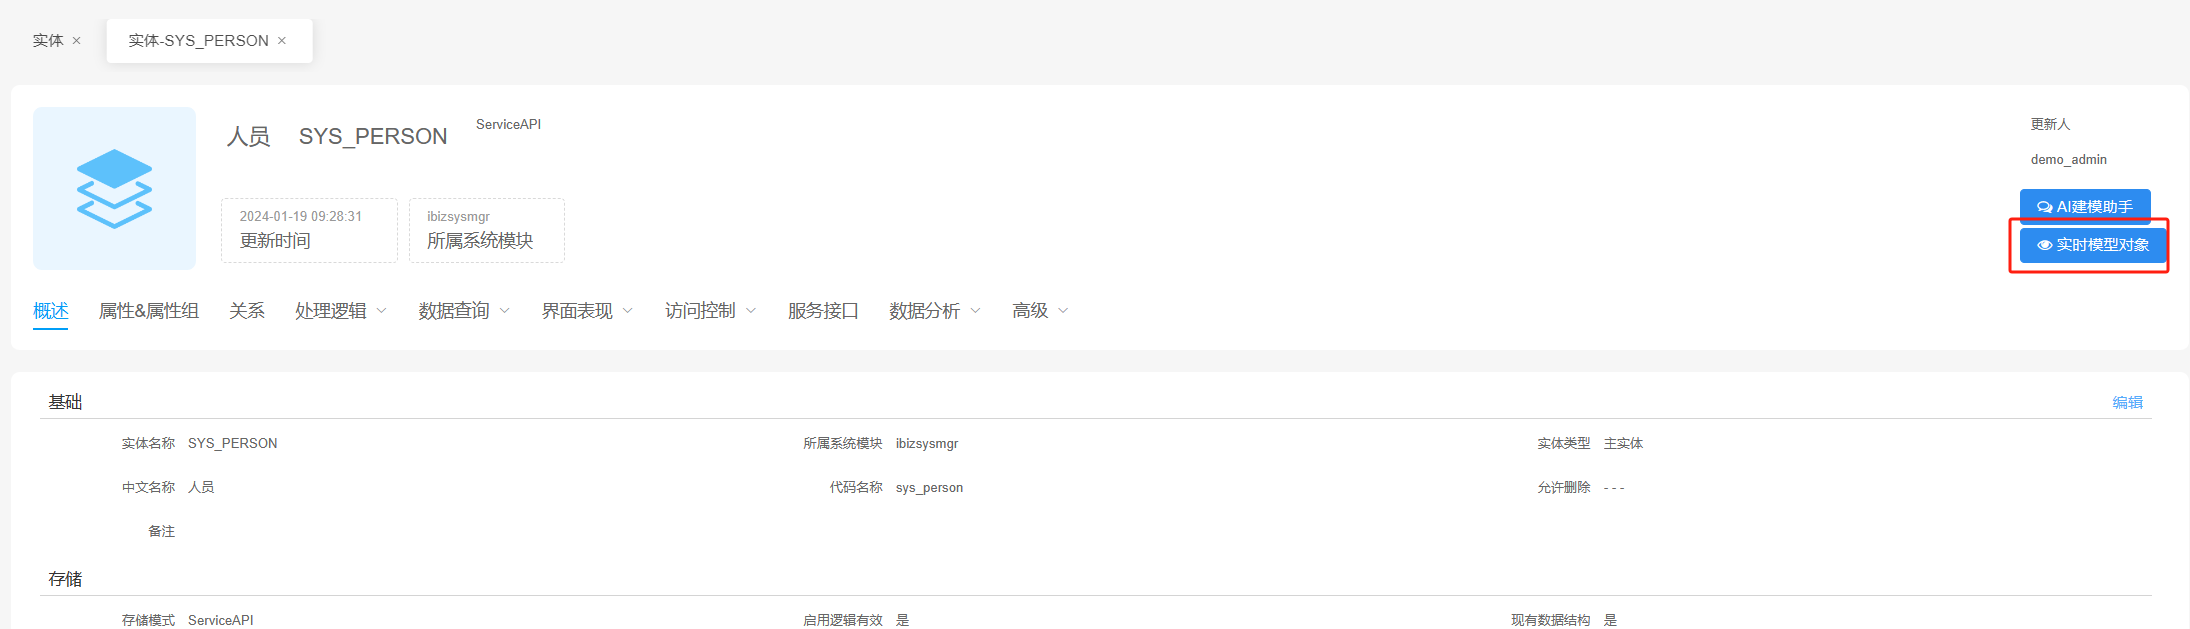 实体 ×
实体-SYS_PERSON ×
人员 SYS_PERSON ServiceAPI
2024-01-19 09:28:31
更新时间
ibizsysmgr
所属系统模块
更新人
demo_admin
AI建模助手
实时模型对象
概述 属性&属性组 关系 处理逻辑 数据查询 界面表现 访问控制 服务接口 数据分析 高级
基础 编辑
实体名称 SYS_PERSON 所属系统模块 ibizsysmgr 实体类型 主实体
中文名称 人员 代码名称 sys_person 允许删除 - - -
备注
存储
存储模式 ServiceAPI 启用逻辑有效 是 现有数据结构 是